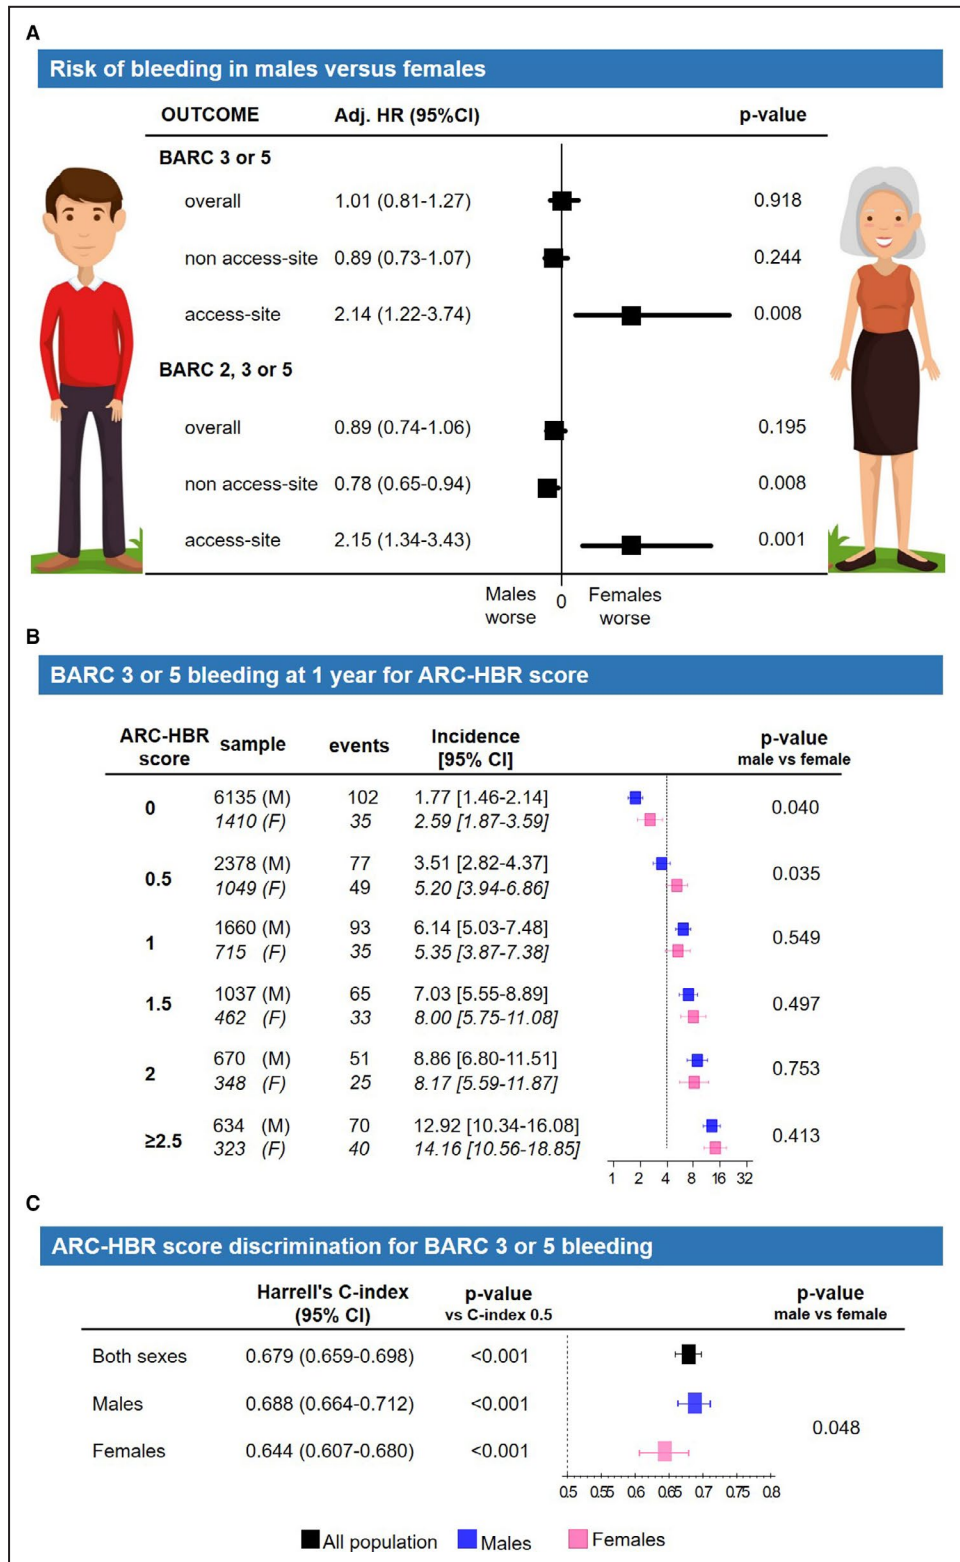 A
Risk of bleeding in males versus females
OUTCOME Adj. HR (95%CI) p-value
BARC 3 or 5
overall 1.01 (0.81-1.27) 0.918
non access-site 0.89 (0.73-1.07) 0.244
access-site 2.14 (1.22-3.74) 0.008
BARC 2, 3 or 5
overall 0.89 (0.74-1.06) 0.195
non access-site 0.78 (0.65-0.94) 0.008
access-site 2.15 (1.34-3.43) 0.001
Males 0 Females
worse worse
B
BARC 3 or 5 bleeding at 1 year for ARC-HBR score
ARC-HBR sample events Incidence p-value
score [95% CI] male vs female
0 6135 (M) 102 1.77 [1.46-2.14] 0.040
1410 (F) 35 2.59 [1.87-3.59]
0.5 2378 (M) 77 3.51 [2.82-4.37] 0.035
1049 (F) 49 5.20 [3.94-6.86]
1 1660 (M) 93 6.14 [5.03-7.48] 0.549
715 (F) 35 5.35 [3.87-7.38]
1.5 1037 (M) 65 7.03 [5.55-8.89] 0.497
462 (F) 33 8.00 [5.75-11.08]
2 670 (M) 51 8.86 [6.80-11.51] 0.753
348 (F) 25 8.17 [5.59-11.87]
≥2.5 634 (M) 70 12.92 [10.34-16.08] 0.413
323 (F) 40 14.16 [10.56-18.85]
1 2 4 8 16 32
C
ARC-HBR score discrimination for BARC 3 or 5 bleeding
Harrell's C-index p-value p-value
(95% CI) vs C-index 0.5 male vs female
Both sexes 0.679 (0.659-0.698) <0.001
Males 0.688 (0.664-0.712) <0.001
0.048
Females 0.644 (0.607-0.680) <0.001
0.5 0.55 0.6 0.65 0.7 0.75 0.8
All population Males Females